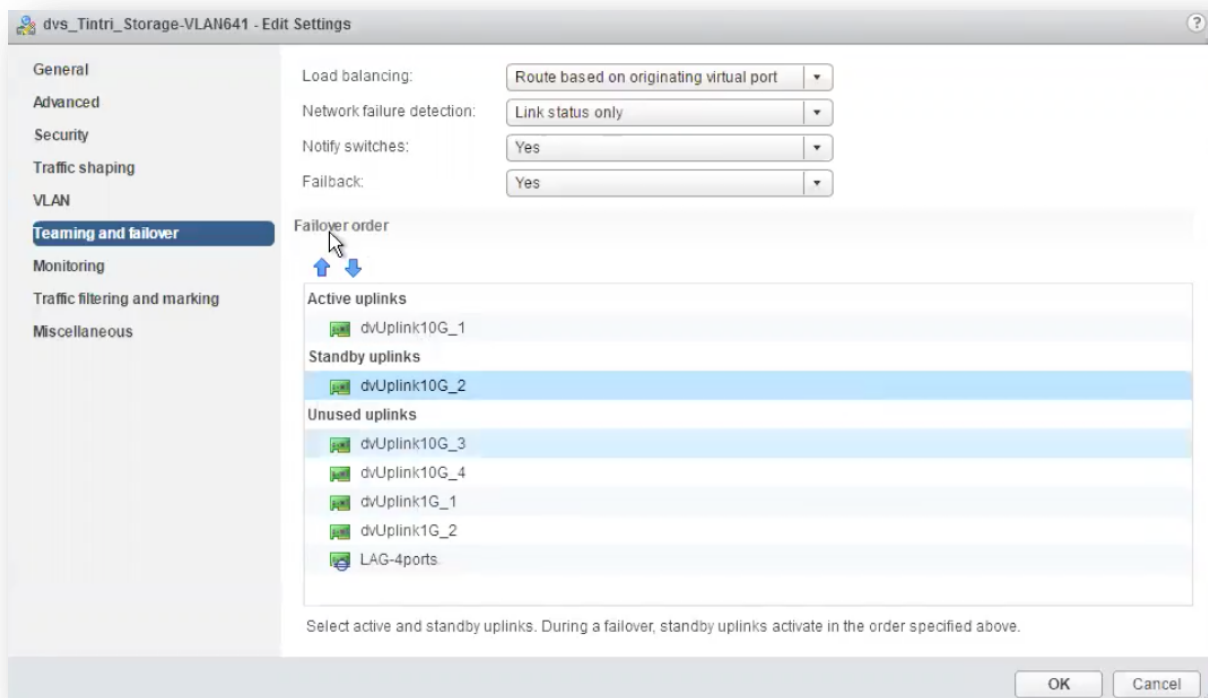 dvs_Tintri_Storage-VLAN641 - Edit Settings
?
General
Advanced
Security
Traffic shaping
VLAN
Teaming and failover
Monitoring
Traffic filtering and marking
Miscellaneous
Load balancing: Route based on originating virtual port
Network failure detection: Link status only
Notify switches: Yes
Failback: Yes
Failover order
Active uplinks
dvUplink10G_1
Standby uplinks
dvUplink10G_2
Unused uplinks
dvUplink10G_3
dvUplink10G_4
dvUplink1G_1
dvUplink1G_2
LAG-4ports
Select active and standby uplinks. During a failover, standby uplinks activate in the order specified above.
OK Cancel